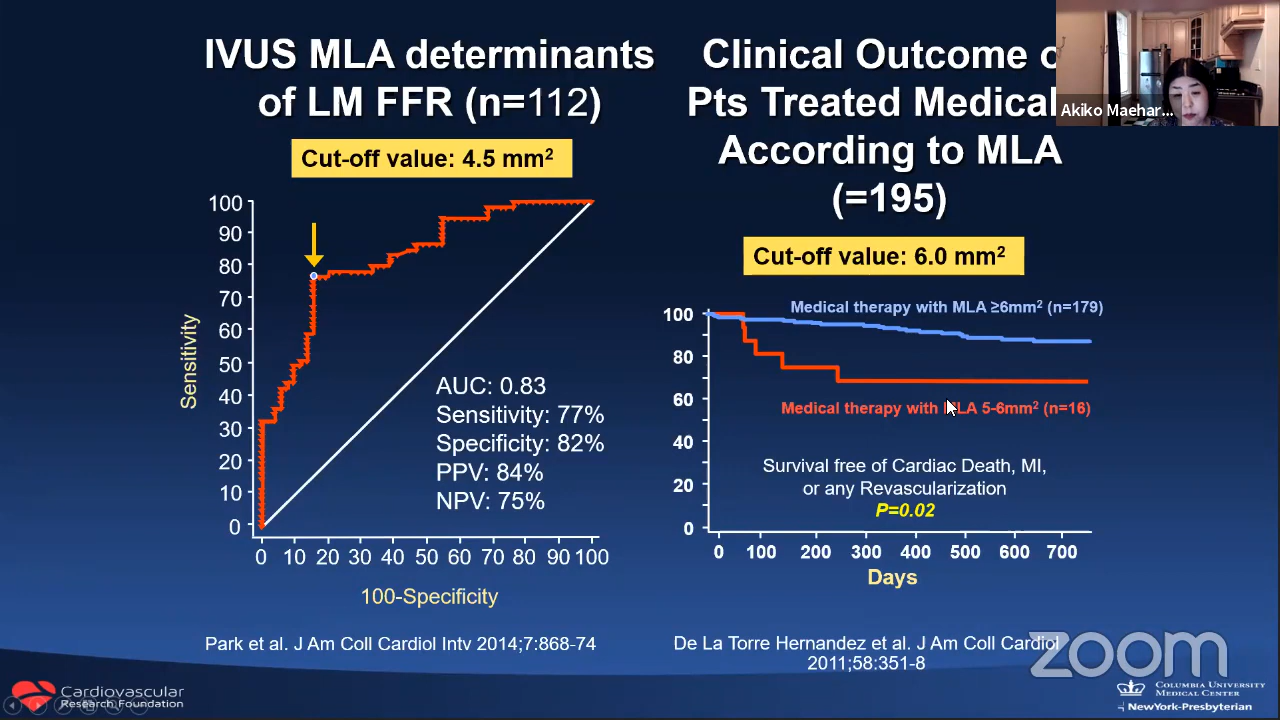 IVUS MLA determinants
of LM FFR (n=112)
Cut-off value: 4.5 mm²
100
90
80
70
60
50
40
30
20
10
0
Sensitivity
AUC: 0.83
Sensitivity: 77%
Specificity: 82%
PPV: 84%
NPV: 75%
0 10 20 30 40 50 60 70 80 90 100
100-Specificity
Park et al. J Am Coll Cardiol Intv 2014;7:868-74
Clinical Outcome
Pts Treated Medical
According to MLA
(=195)
Akiko Maehar...
Cut-off value: 6.0 mm²
Medical therapy with MLA ≥6mm² (n=179)
100
80
60
40
20
0
Medical therapy with MLA 5-6mm² (n=16)
Survival free of Cardiac Death, MI,
or any Revascularization
P=0.02
0 100 200 300 400 500 600 700
Days
De La Torre Hernandez et al. J Am Coll Cardiol
2011;58:351-8
zoom
Cardiovascular
Research Foundation
COLUMBIA UNIVERSITY
MEDICAL CENTER
NewYork-Presbyterian